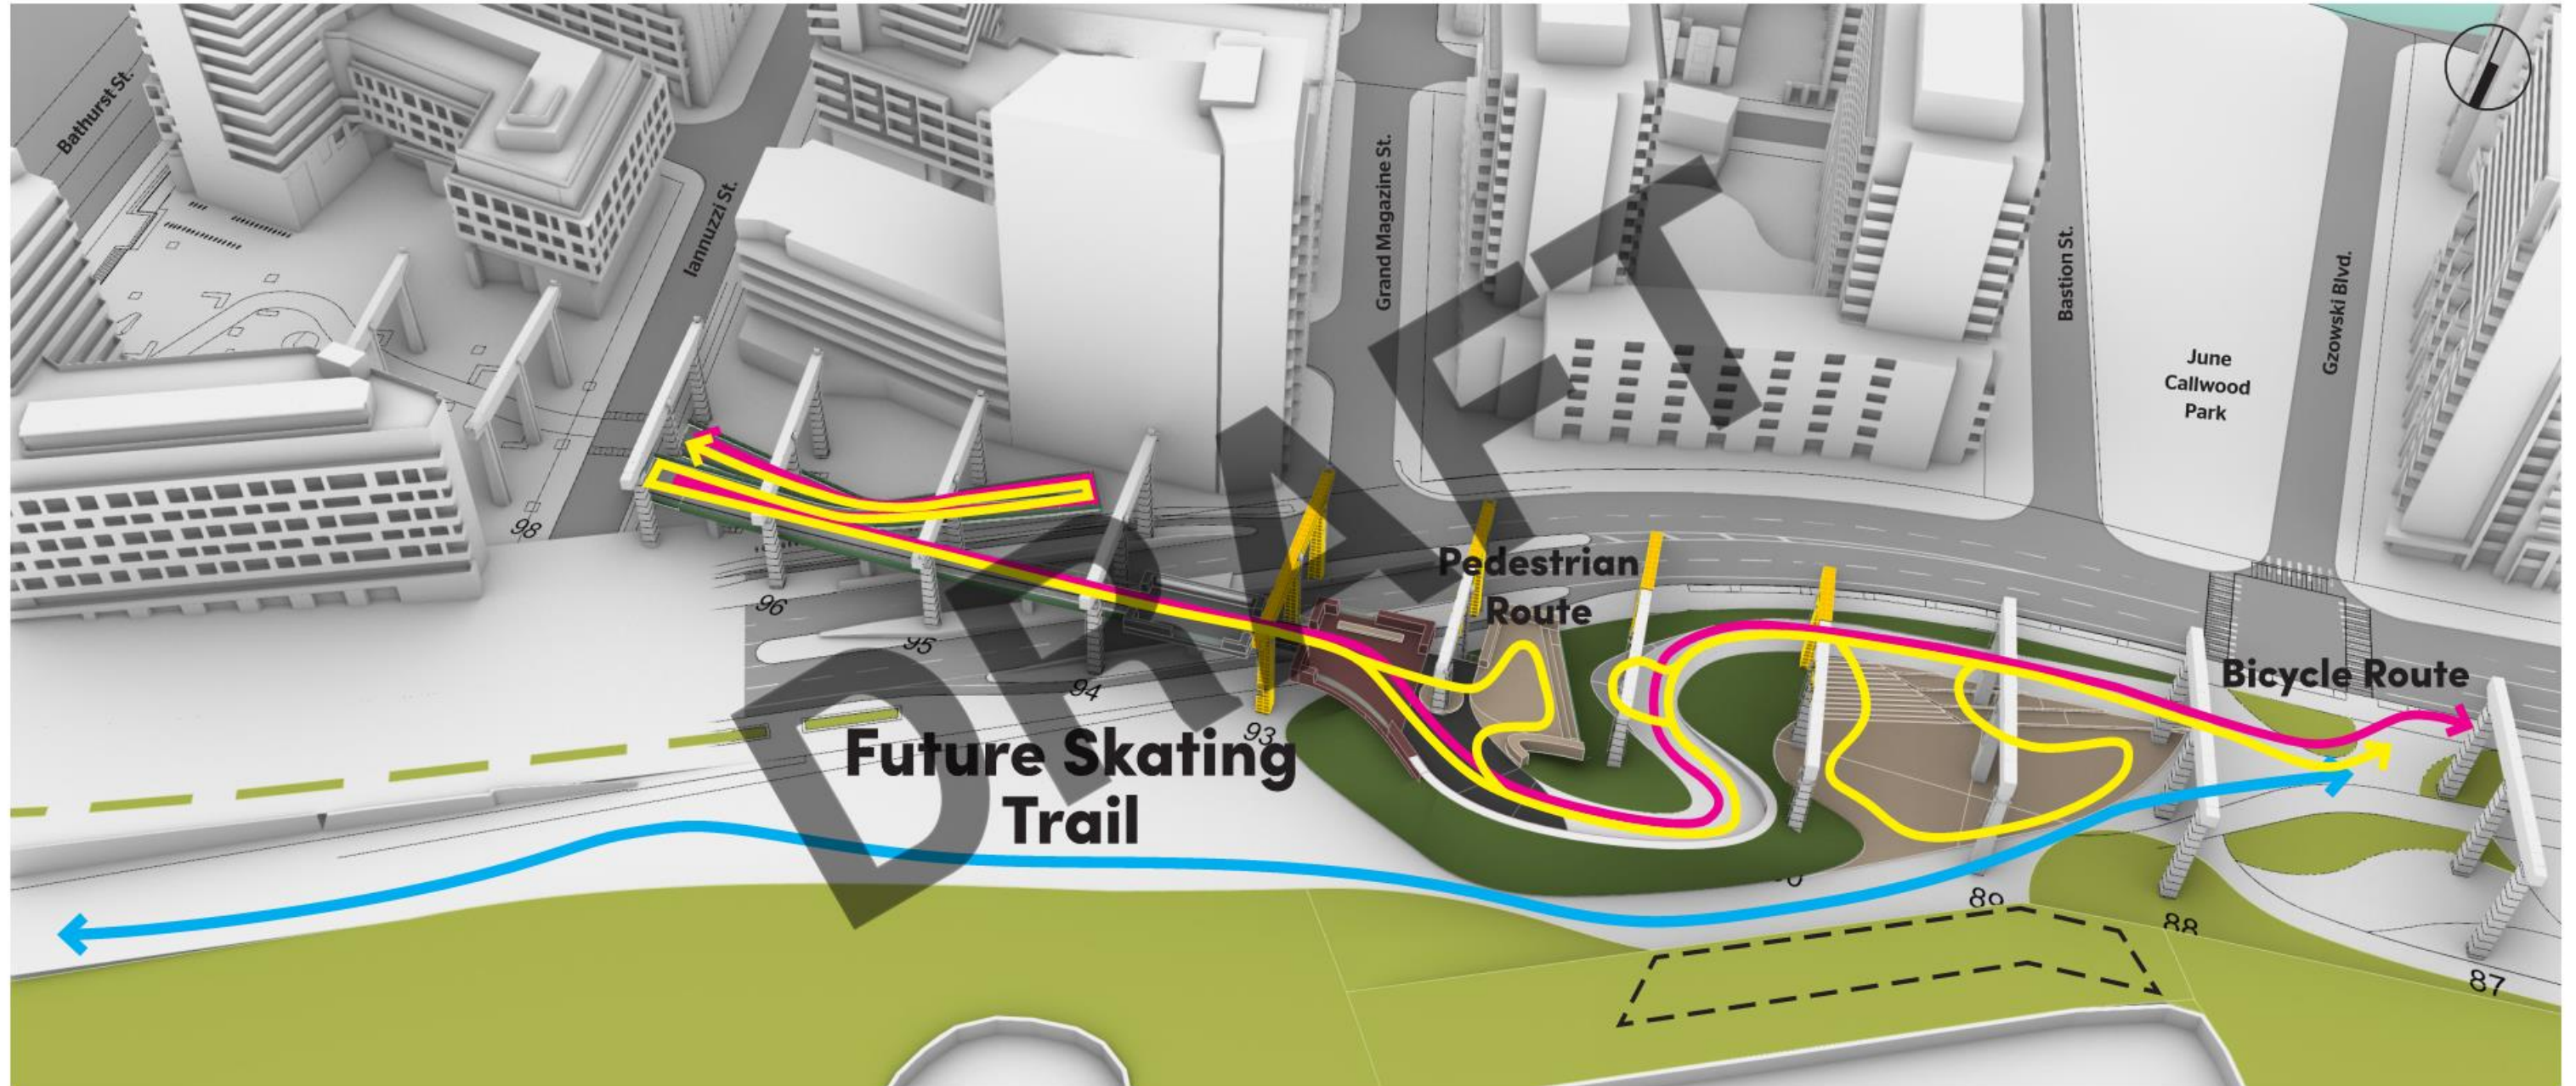 Bathurst St.
Iannuzzi St.
Grand Magazine St.
Bastion St.
Gzowski Blvd.
June
Callwood
Park
98
96
95
94
93
Pedestrian
Route
Bicycle Route
Future Skating
Trail
DRAFT
89
88
87